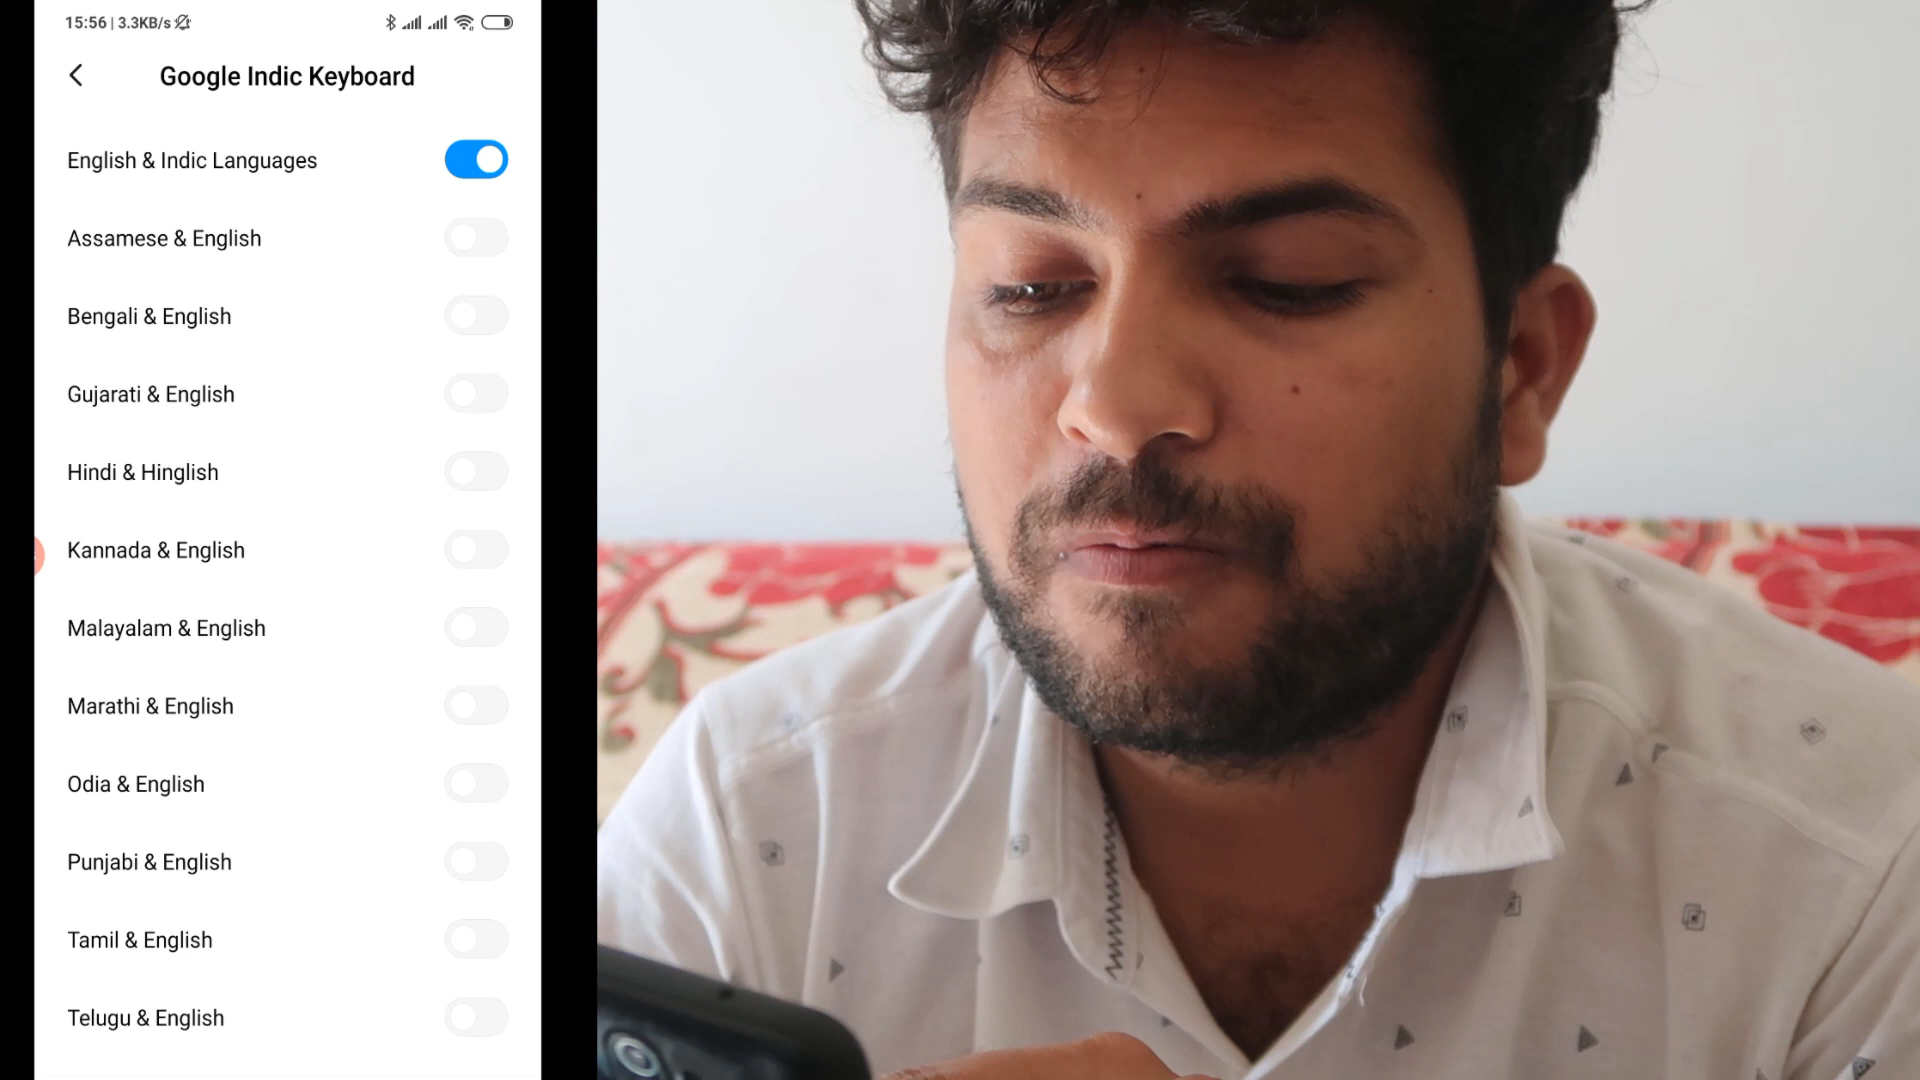 15:56 | 3.3KB/s
Google Indic Keyboard
English & Indic Languages
Assamese & English
Bengali & English
Gujarati & English
Hindi & Hinglish
Kannada & English
Malayalam & English
Marathi & English
Odia & English
Punjabi & English
Tamil & English
Telugu & English